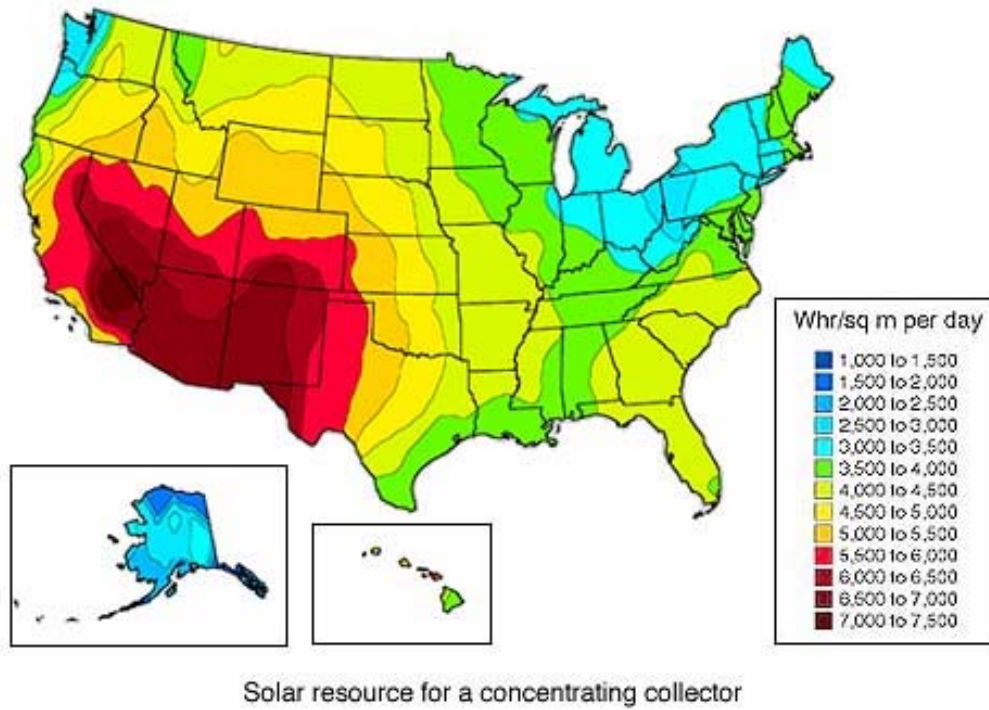 Whr/sq m per day
1,000 to 1,500
1,500 to 2,000
2,000 to 2,500
2,500 to 3,000
3,000 to 3,500
3,500 to 4,000
4,000 to 4,500
4,500 to 5,000
5,000 to 5,500
5,500 to 6,000
6,000 to 6,500
6,500 to 7,000
7,000 to 7,500
Solar resource for a concentrating collector